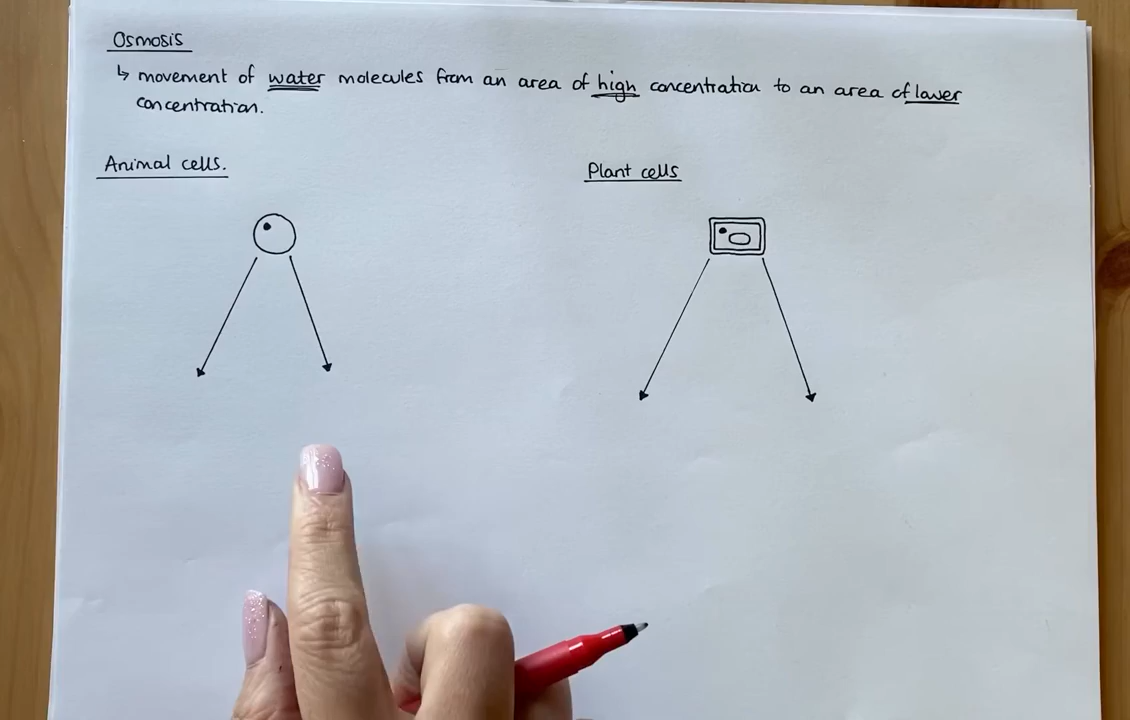 Osmosis
↳ movement of water molecules from an area of high concentration to an area of lower
concentration.
Animal cells.
Plant cells